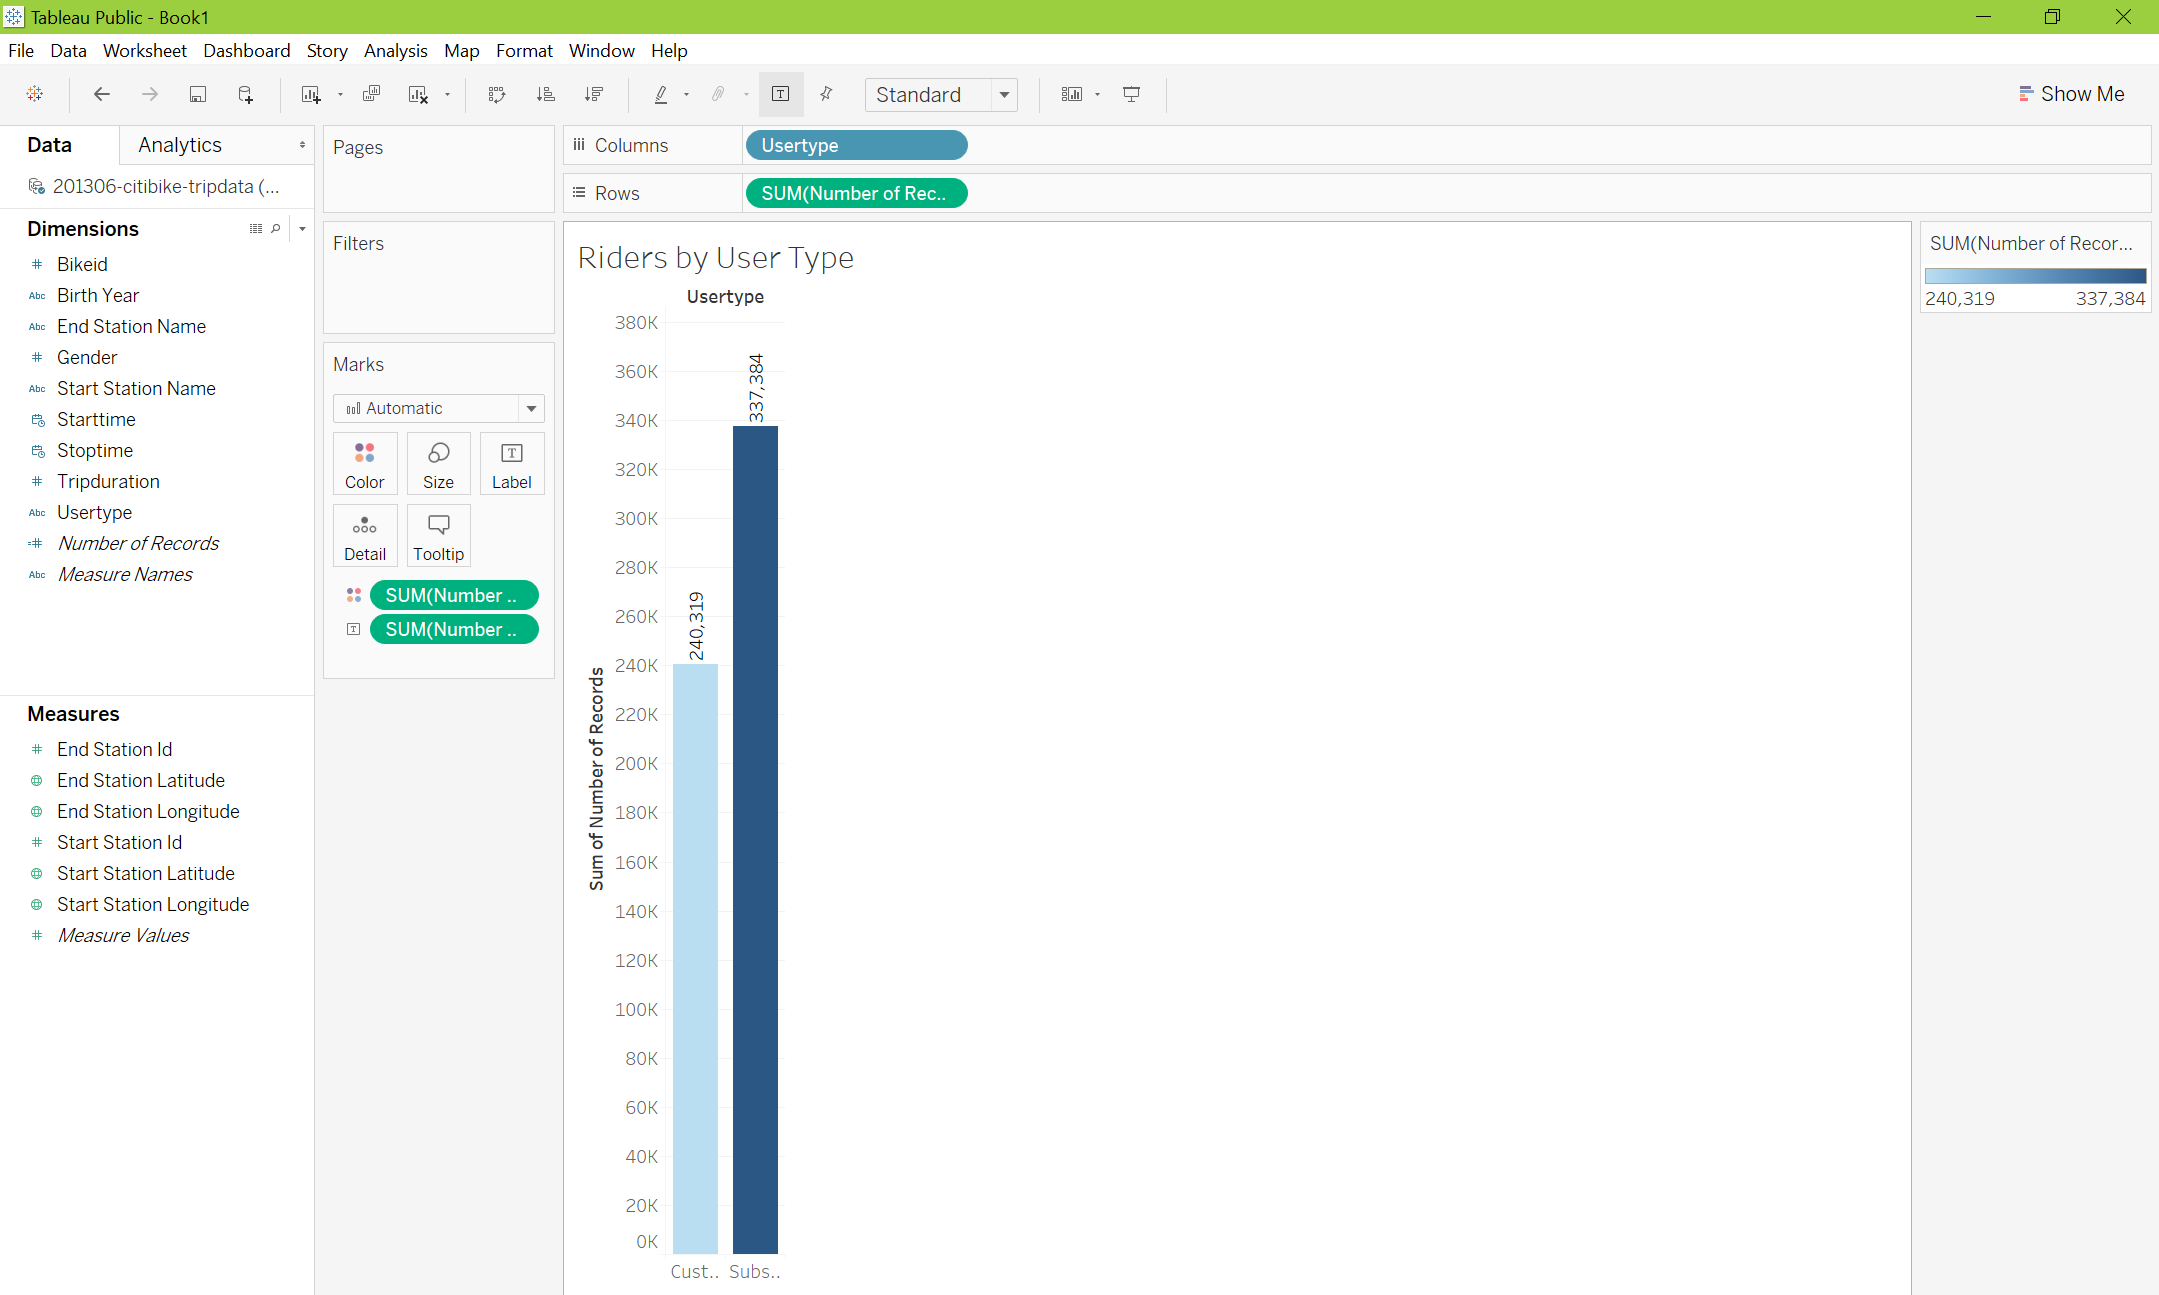 Tableau Public - Book1
File Data Worksheet Dashboard Story Analysis Map Format Window Help
Standard
Show Me
Data Analytics
201306-citibike-tripdata (...
Dimensions
# Bikeid
Abc Birth Year
Abc End Station Name
# Gender
Abc Start Station Name
Starttime
Stoptime
# Tripduration
Abc Usertype
=# Number of Records
Abc Measure Names
Measures
# End Station Id
End Station Latitude
End Station Longitude
# Start Station Id
Start Station Latitude
Start Station Longitude
# Measure Values
Pages
Filters
Marks
Automatic
Color Size Label
Detail Tooltip
SUM(Number ..
SUM(Number ..
Columns Usertype
Rows SUM(Number of Rec..
Riders by User Type
Usertype
380K
360K
340K
320K
300K
280K
260K
240K
220K
200K
180K
160K
140K
120K
100K
80K
60K
40K
20K
0K
Sum of Number of Records
240,319
337,384
Cust.. Subs..
SUM(Number of Recor...
240,319 337,384